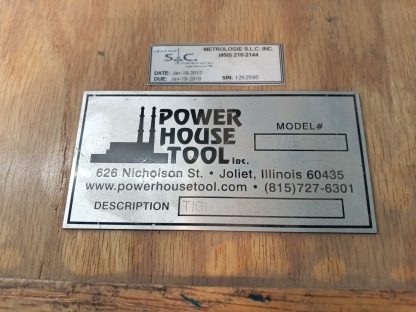 S.L.C.
METROLOGIE S.L.C. INC.
(450) 218-2144
DATE: Jan-19-2017
DUE: Jan-19-2018
S/N: 1262595
POWER
HOUSE
TOOL Inc.
MODEL#
626 Nicholson St. • Joliet, Illinois 60435
www.powerhousetool.com • (815)727-6301
DESCRIPTION